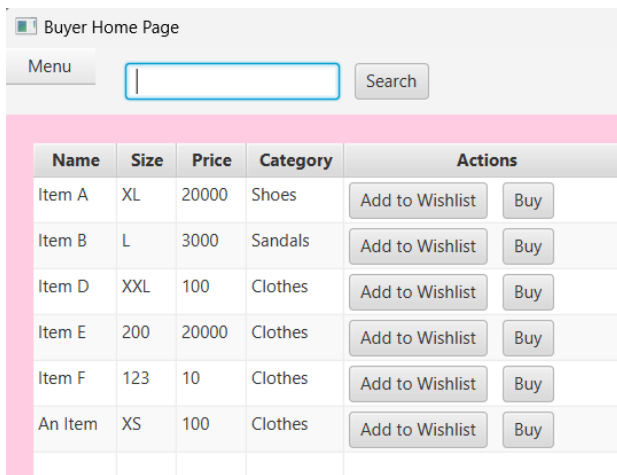 Buyer Home Page
Menu Search
Name Size Price Category Actions
Item A XL 20000 Shoes Add to Wishlist Buy
Item B L 3000 Sandals Add to Wishlist Buy
Item D XXL 100 Clothes Add to Wishlist Buy
Item E 200 20000 Clothes Add to Wishlist Buy
Item F 123 10 Clothes Add to Wishlist Buy
An Item XS 100 Clothes Add to Wishlist Buy